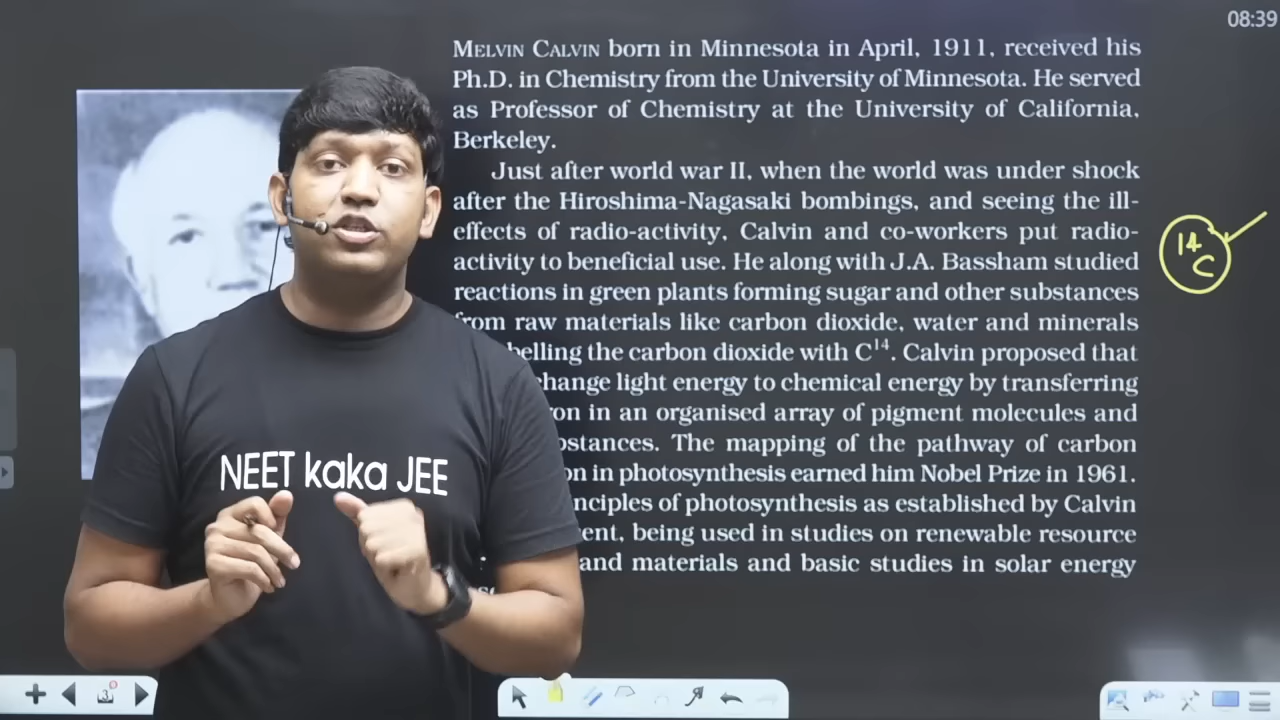 08:39
MELVIN CALVIN born in Minnesota in April, 1911, received his
Ph.D. in Chemistry from the University of Minnesota. He served
as Professor of Chemistry at the University of California,
Berkeley.
Just after world war II, when the world was under shock
after the Hiroshima-Nagasaki bombings, and seeing the ill-
effects of radio-activity, Calvin and co-workers put radio-
activity to beneficial use. He along with J.A. Bassham studied
reactions in green plants forming sugar and other substances
from raw materials like carbon dioxide, water and minerals
belling the carbon dioxide with C¹⁴. Calvin proposed that
change light energy to chemical energy by transferring
on in an organised array of pigment molecules and
bstances. The mapping of the pathway of carbon
on in photosynthesis earned him Nobel Prize in 1961.
nciples of photosynthesis as established by Calvin
ent, being used in studies on renewable resource
and materials and basic studies in solar energy
14
C
NEET kaka JEE
3